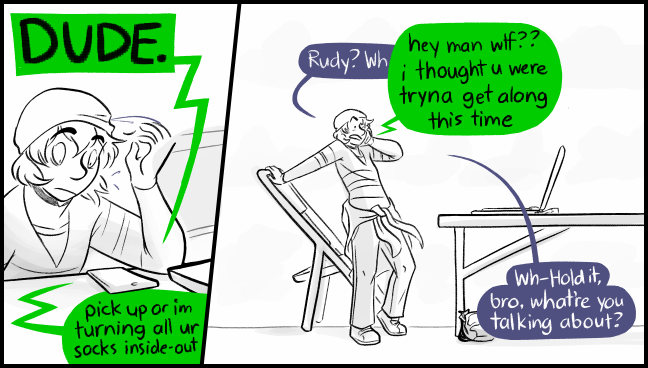 DUDE.
pick up or im
turning all ur
socks inside-out
Rudy? Wh
hey man wtf??
i thought u were
tryna get along
this time
Wh-Hold it,
bro, what're you
talking about?